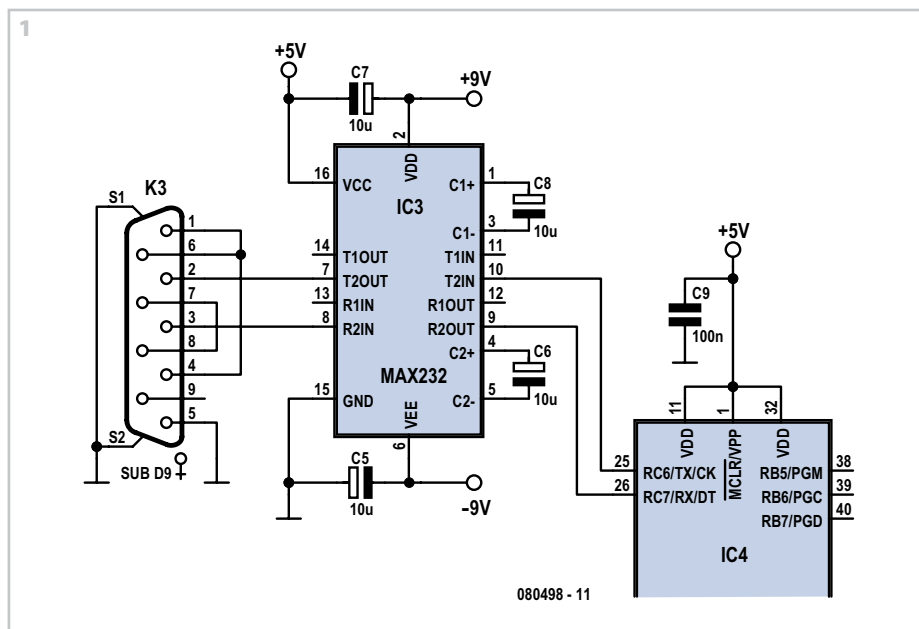 1
+5V
C7
10u
+9V
2
VDD
16
VCC
C1+
1
C8
10u
IC3
C1-
3
K3
S1
1
6
2
7
3
8
4
9
5
S2
SUB D9
14
T1OUT
T1IN
11
7
T2OUT
T2IN
10
13
R1IN
R1OUT
12
8
R2IN
R2OUT
9
C2+
4
C6
10u
MAX232
15
GND
C2-
5
VEE
6
C5
10u
-9V
+5V
C9
100n
11
1
32
VDD
MCLR/VPP
VDD
25
RC6/TX/CK
RB5/PGM
38
26
RC7/RX/DT
RB6/PGC
39
RB7/PGD
40
IC4
080498 - 11